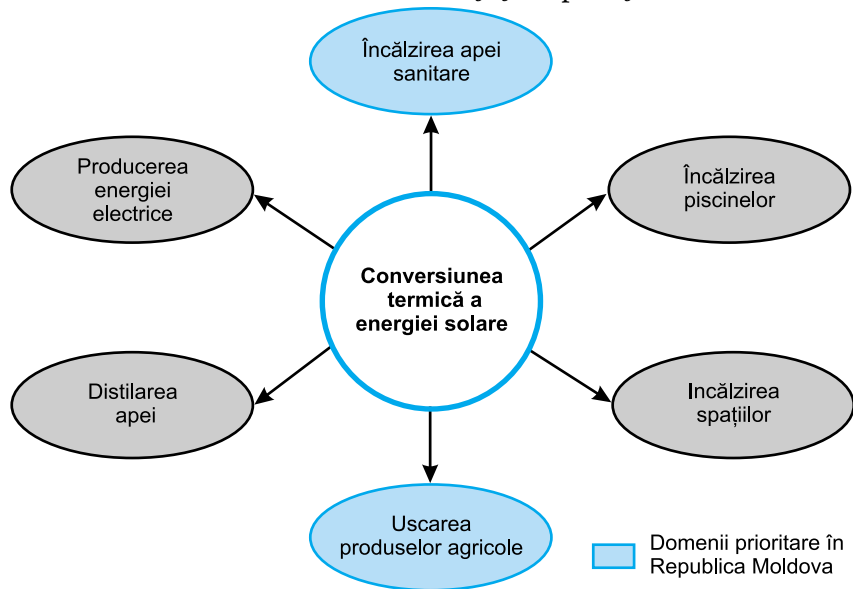 Încălzirea apei
sanitare
Producerea
energiei
electrice
Încălzirea
piscinelor
Conversiunea
termică a
energiei solare
Distilarea
apei
Incălzirea
spațiilor
Uscarea
produselor agricole
Domenii prioritare în
Republica Moldova